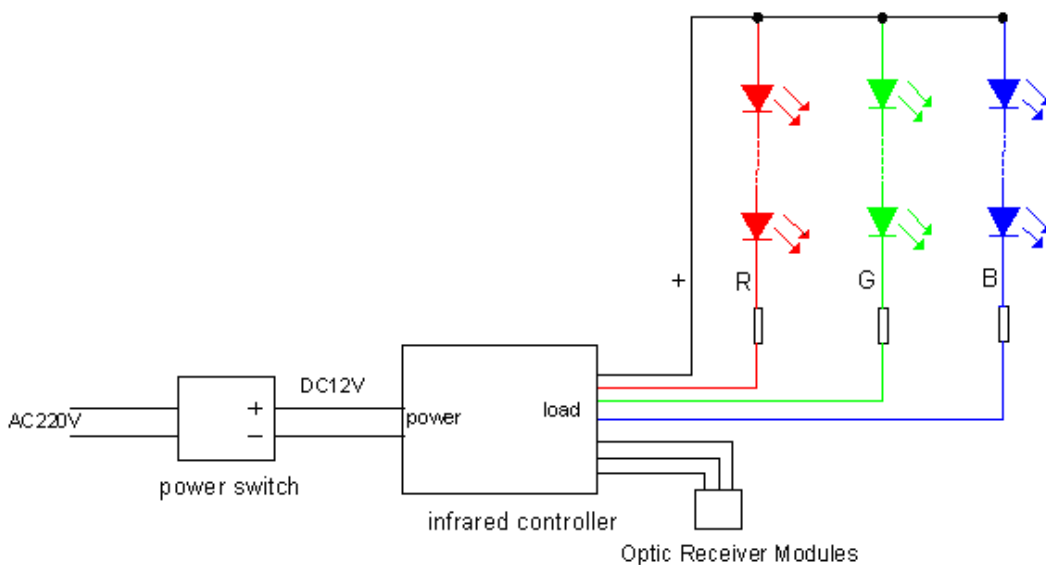 +
R
G
B
AC220V
+
−
DC12V
power
load
power switch
infrared controller
Optic Receiver Modules